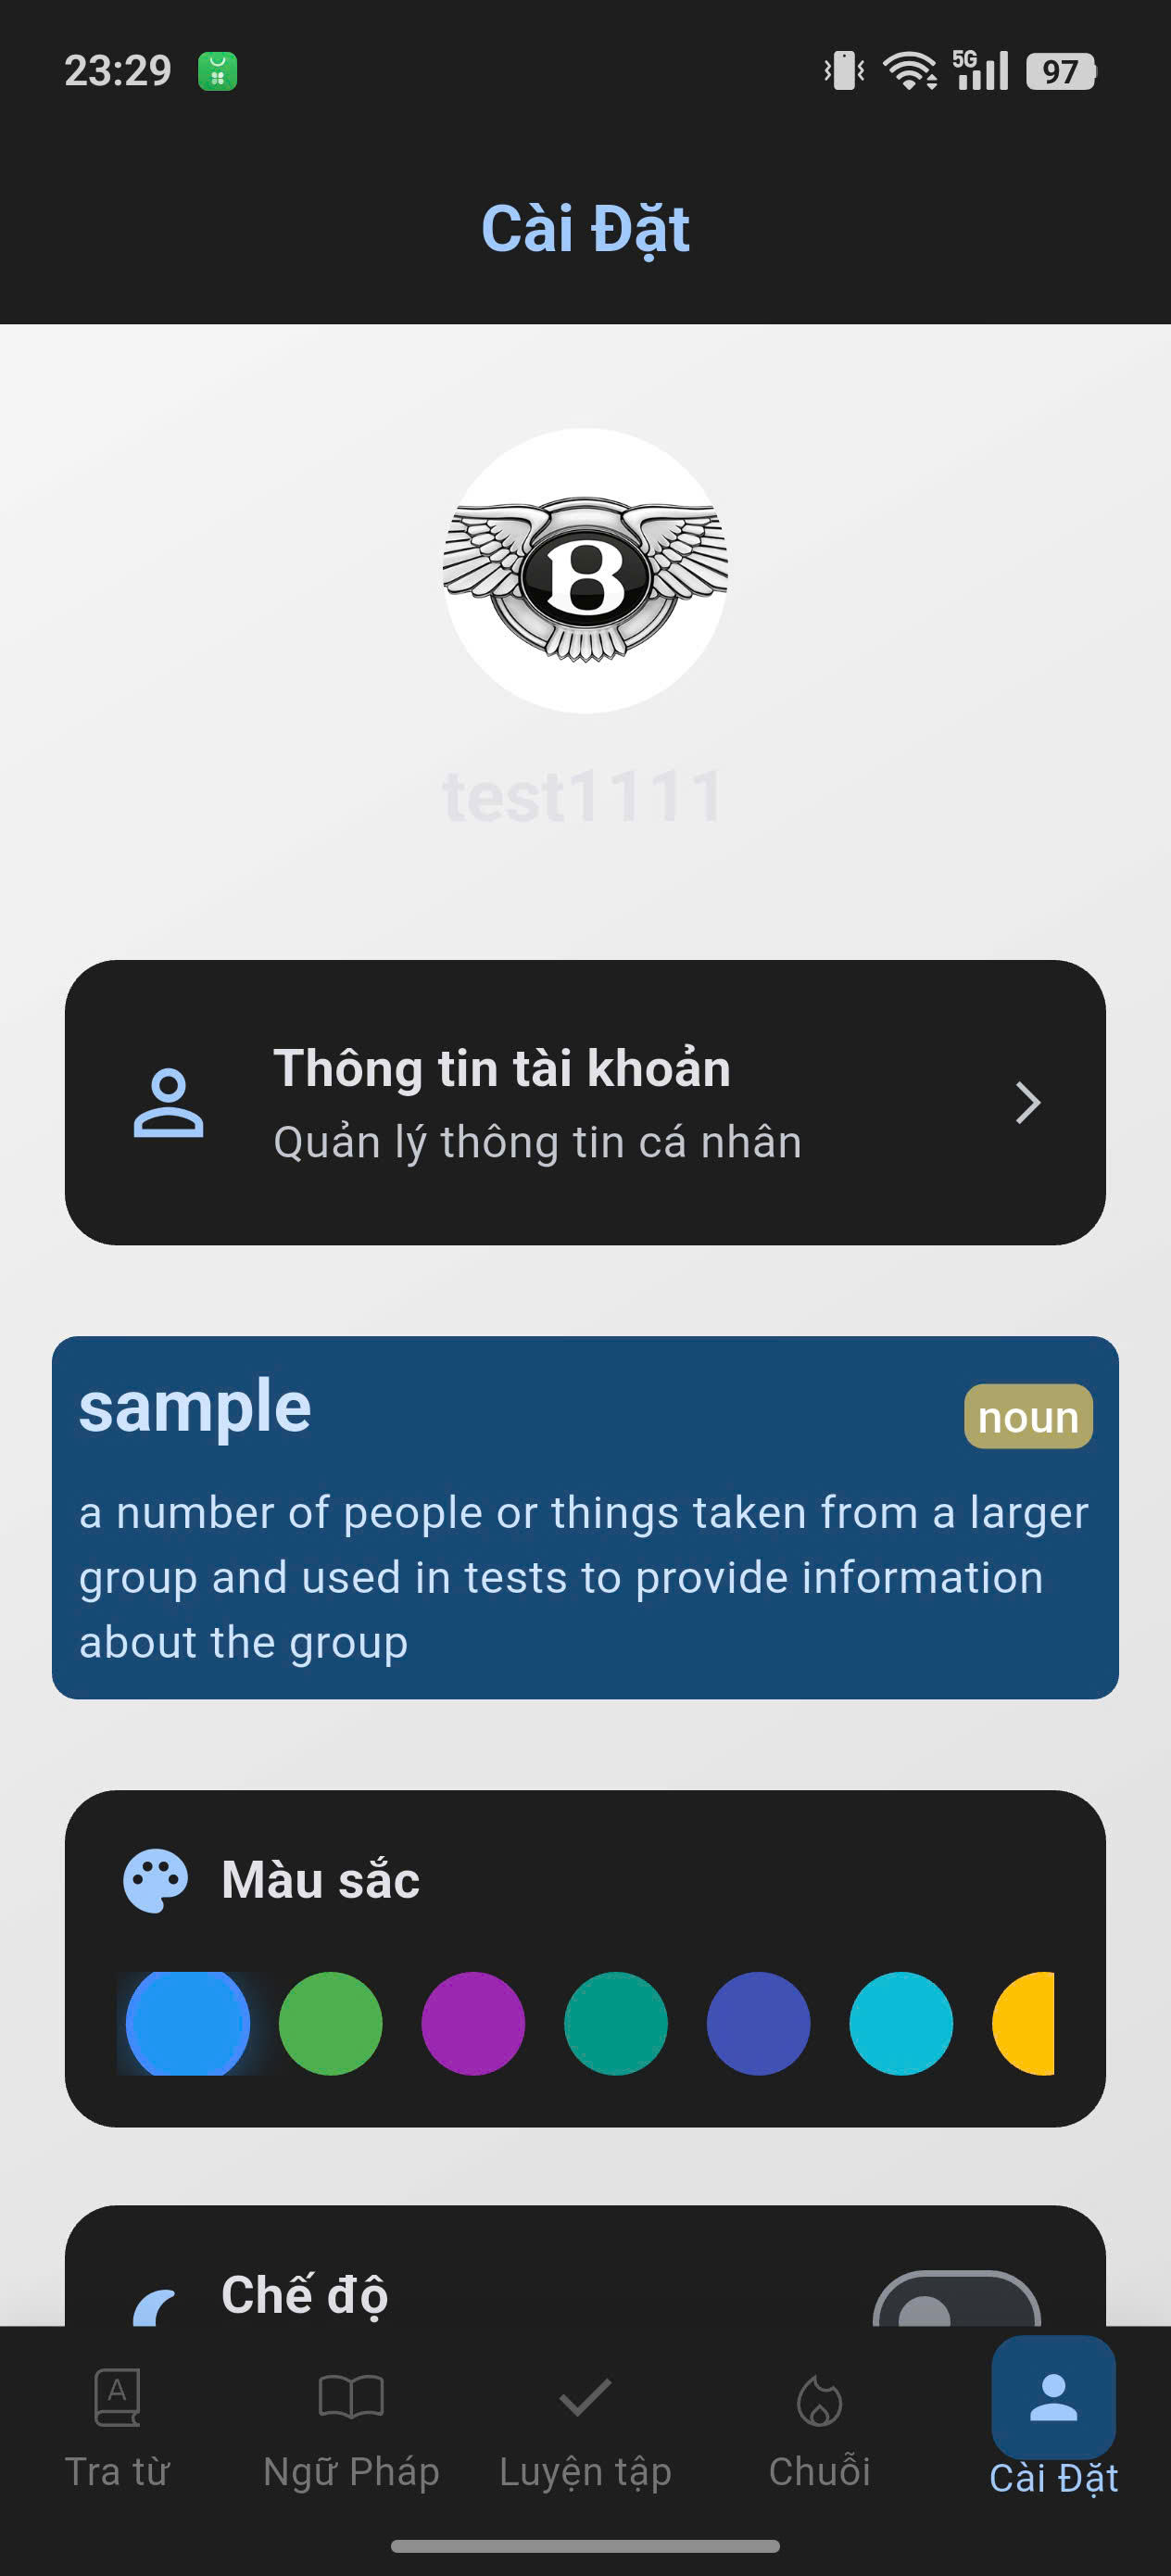 23:29
5G
97
Cài Đặt
B
test1111
Thông tin tài khoản
Quản lý thông tin cá nhân
sample
noun
a number of people or things taken from a larger
group and used in tests to provide information
about the group
Màu sắc
Chế độ
A
Tra từ
Ngữ Pháp
Luyện tập
Chuỗi
Cài Đặt